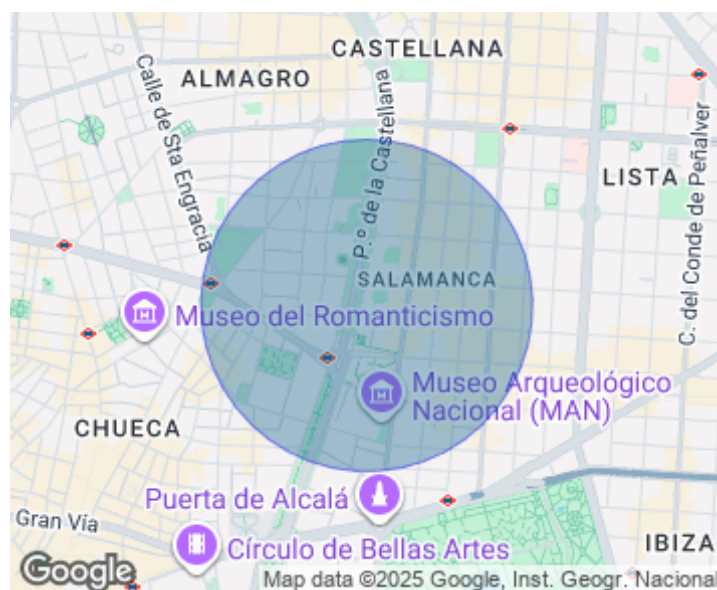 CASTELLANA
ALMAGRO
Calle de Sta Engracia
P.º de la Castellana
C. del Conde de Peñalver
LISTA
SALAMANCA
Museo del Romanticismo
Museo Arqueológico
Nacional (MAN)
CHUECA
Puerta de Alcalá
Gran Vía
Círculo de Bellas Artes
IBIZA
Google
Map data ©2025 Google, Inst. Geogr. Nacional